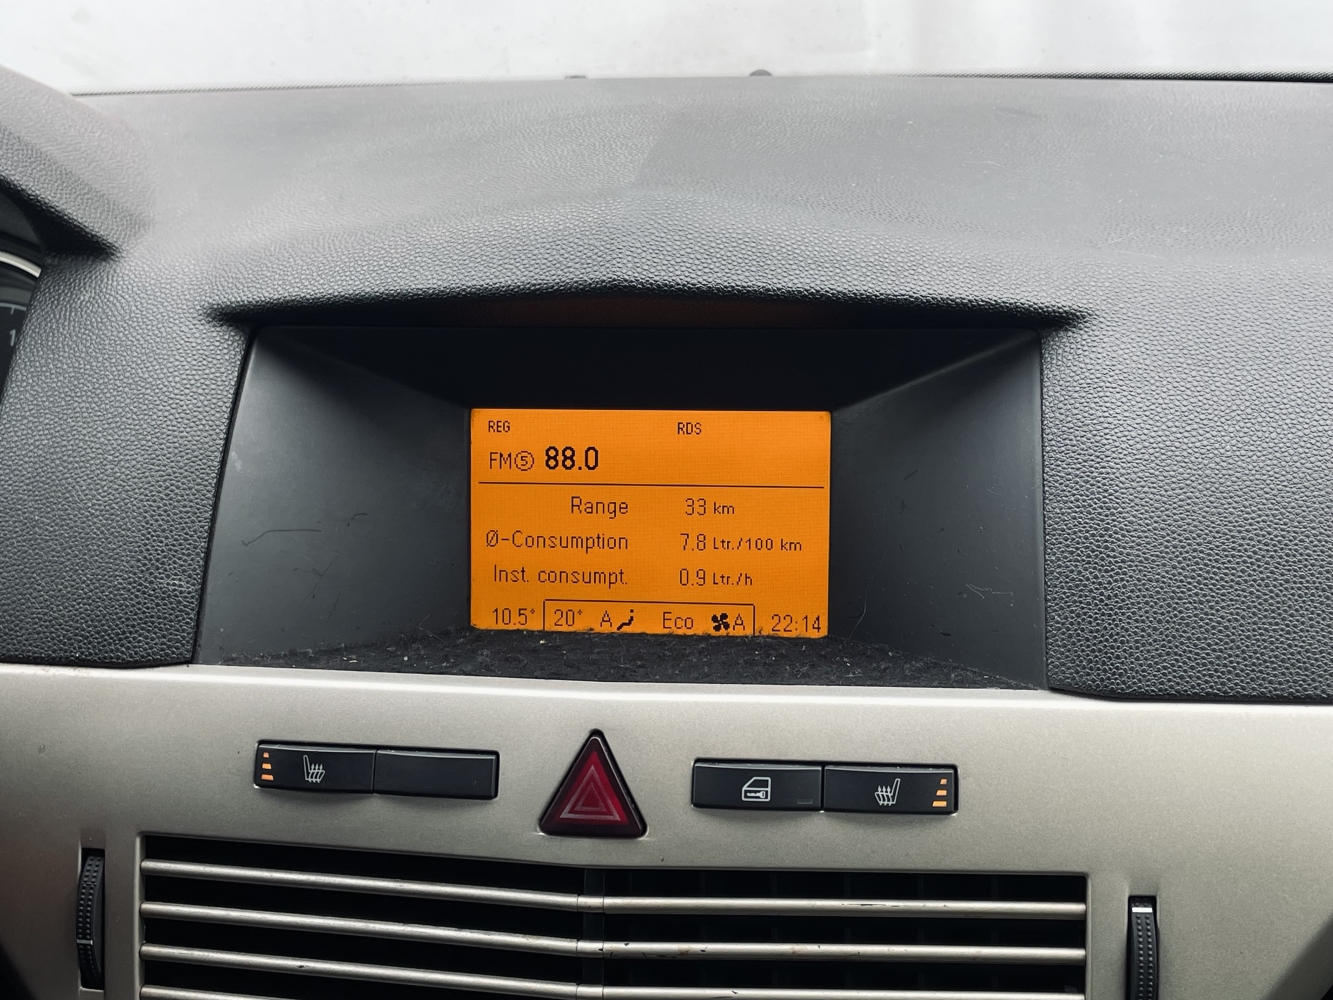 REG RDS
FM⑤ 88.0
Range 33 km
Ø-Consumption 7.8 Ltr./100 km
Inst. consumpt. 0.9 Ltr./h
10.5° 20° A Eco A 22:14
1